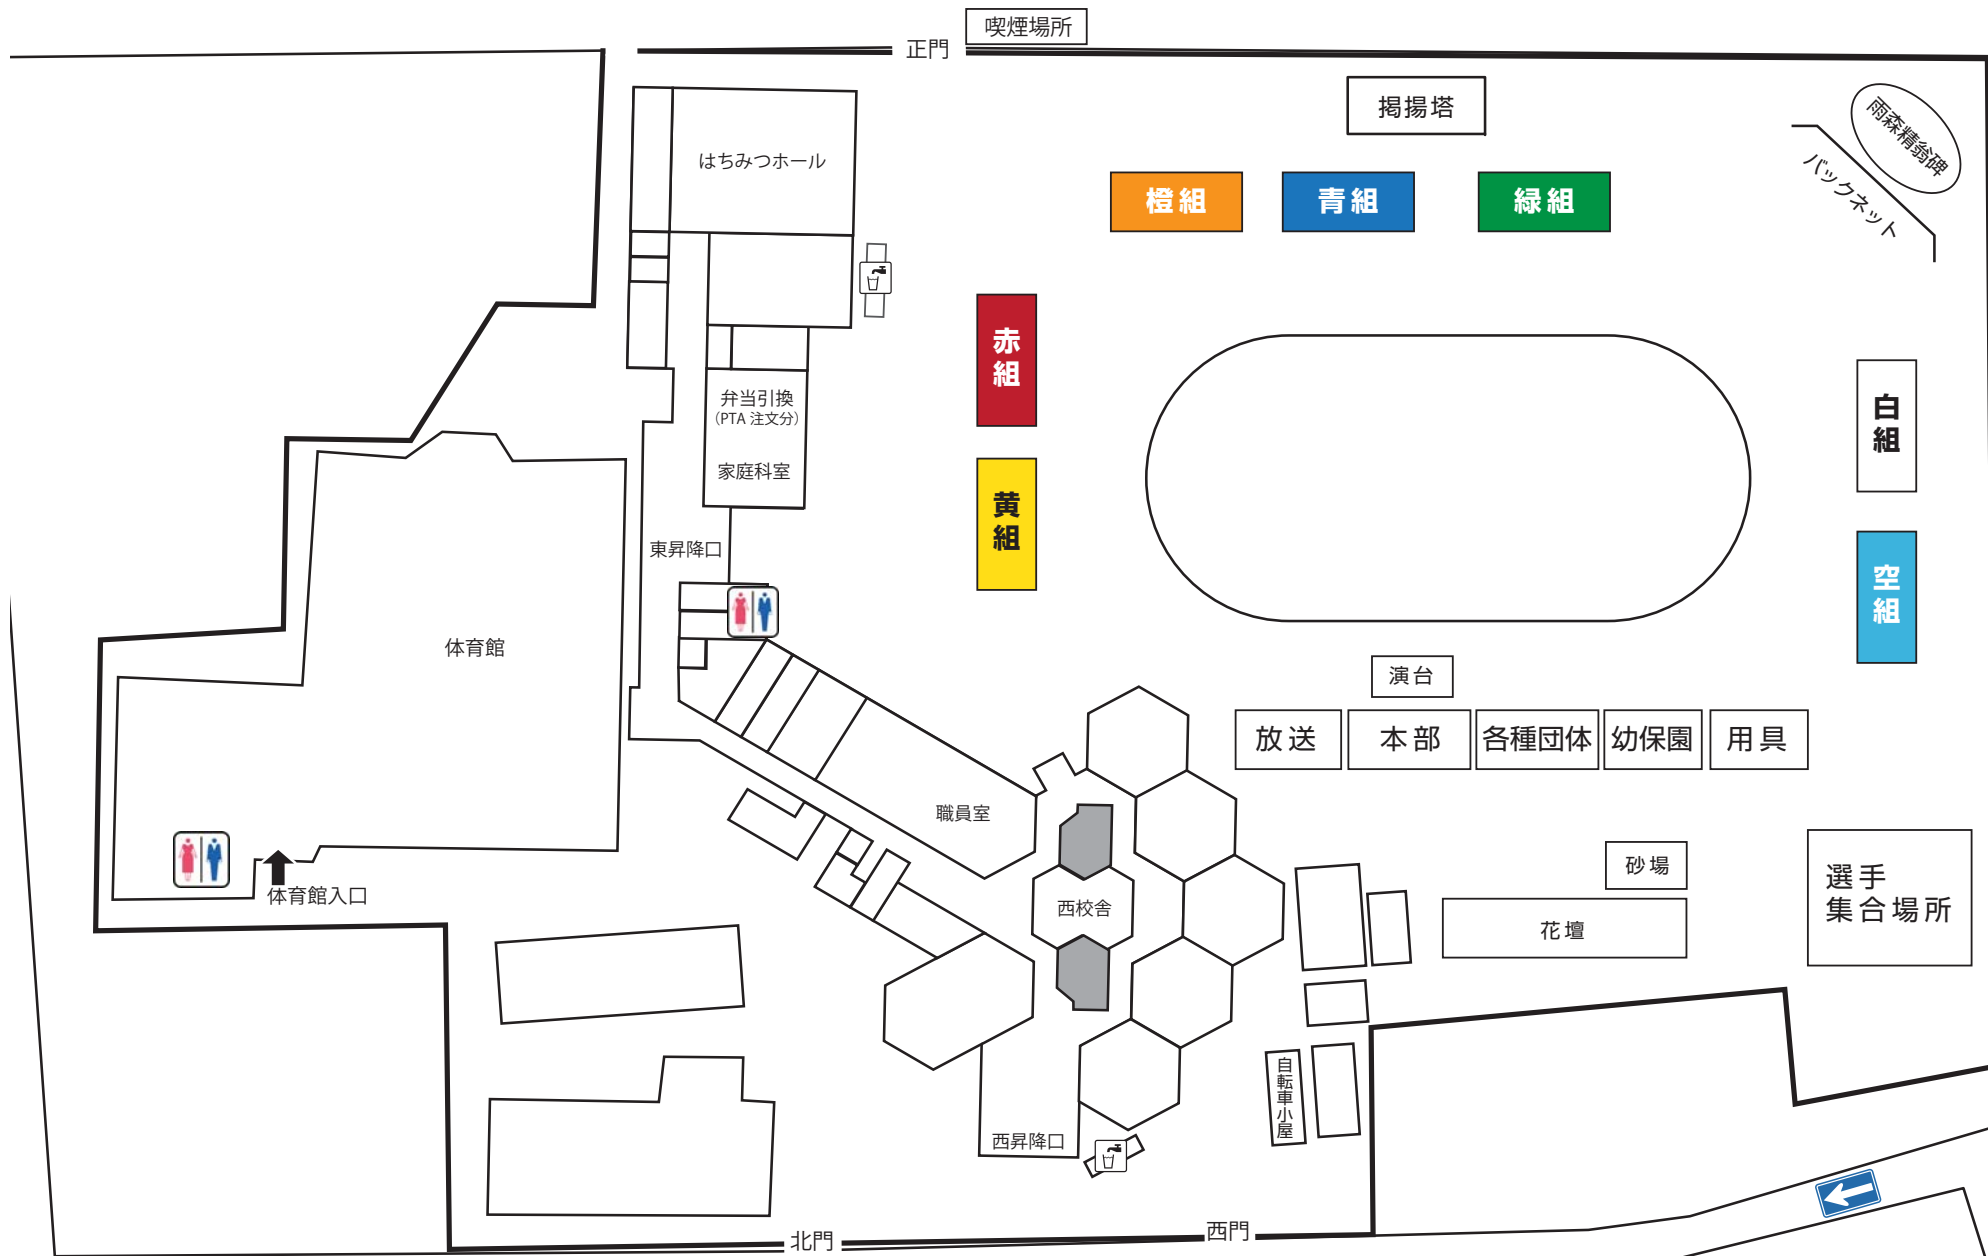 喫煙場所
正門
掲揚塔
雨森精翁碑
バックネット
はちみつホール
橙組
青組
緑組
赤組
白組
弁当引換
（PTA 注文分）
家庭科室
黄組
東昇降口
空組
体育館
演台
放送
本部
各種団体
幼保園
用具
職員室
砂場
選手
集合場所
体育館入口
西校舎
花壇
自転車小屋
西昇降口
北門
西門